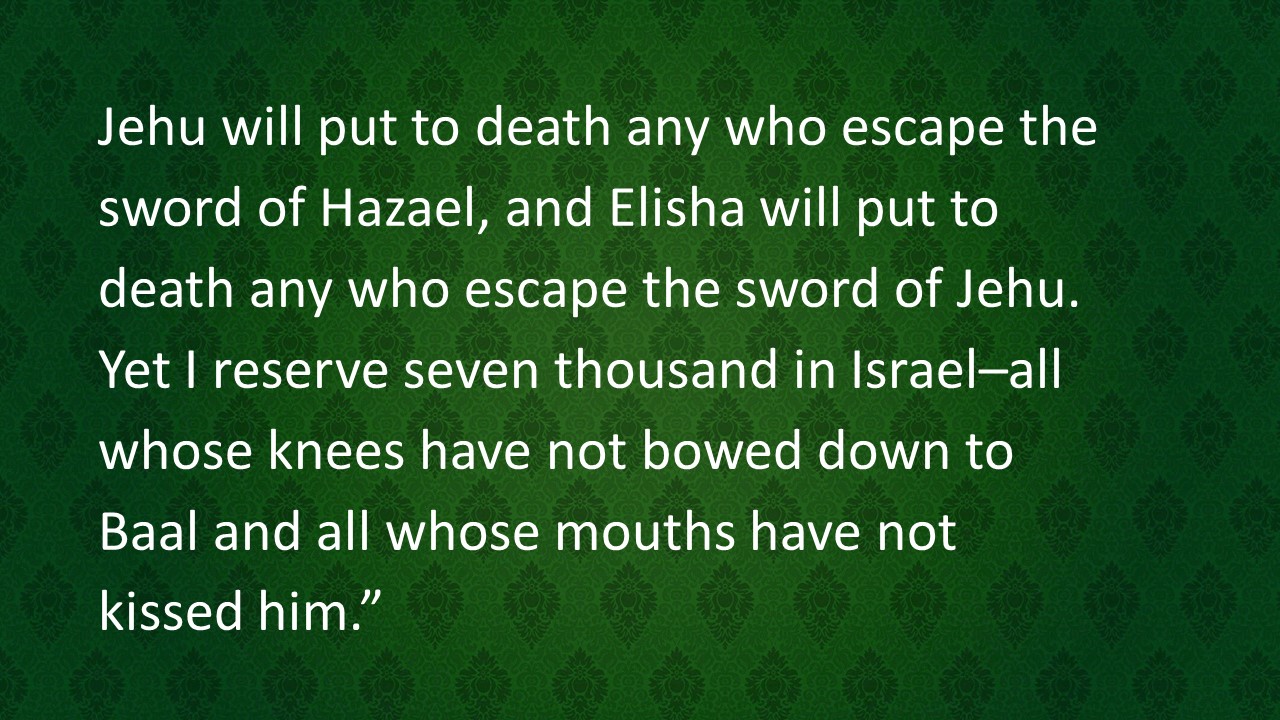 Jehu will put to death any who escape the
sword of Hazael, and Elisha will put to
death any who escape the sword of Jehu.
Yet I reserve seven thousand in Israel–all
whose knees have not bowed down to
Baal and all whose mouths have not
kissed him.”